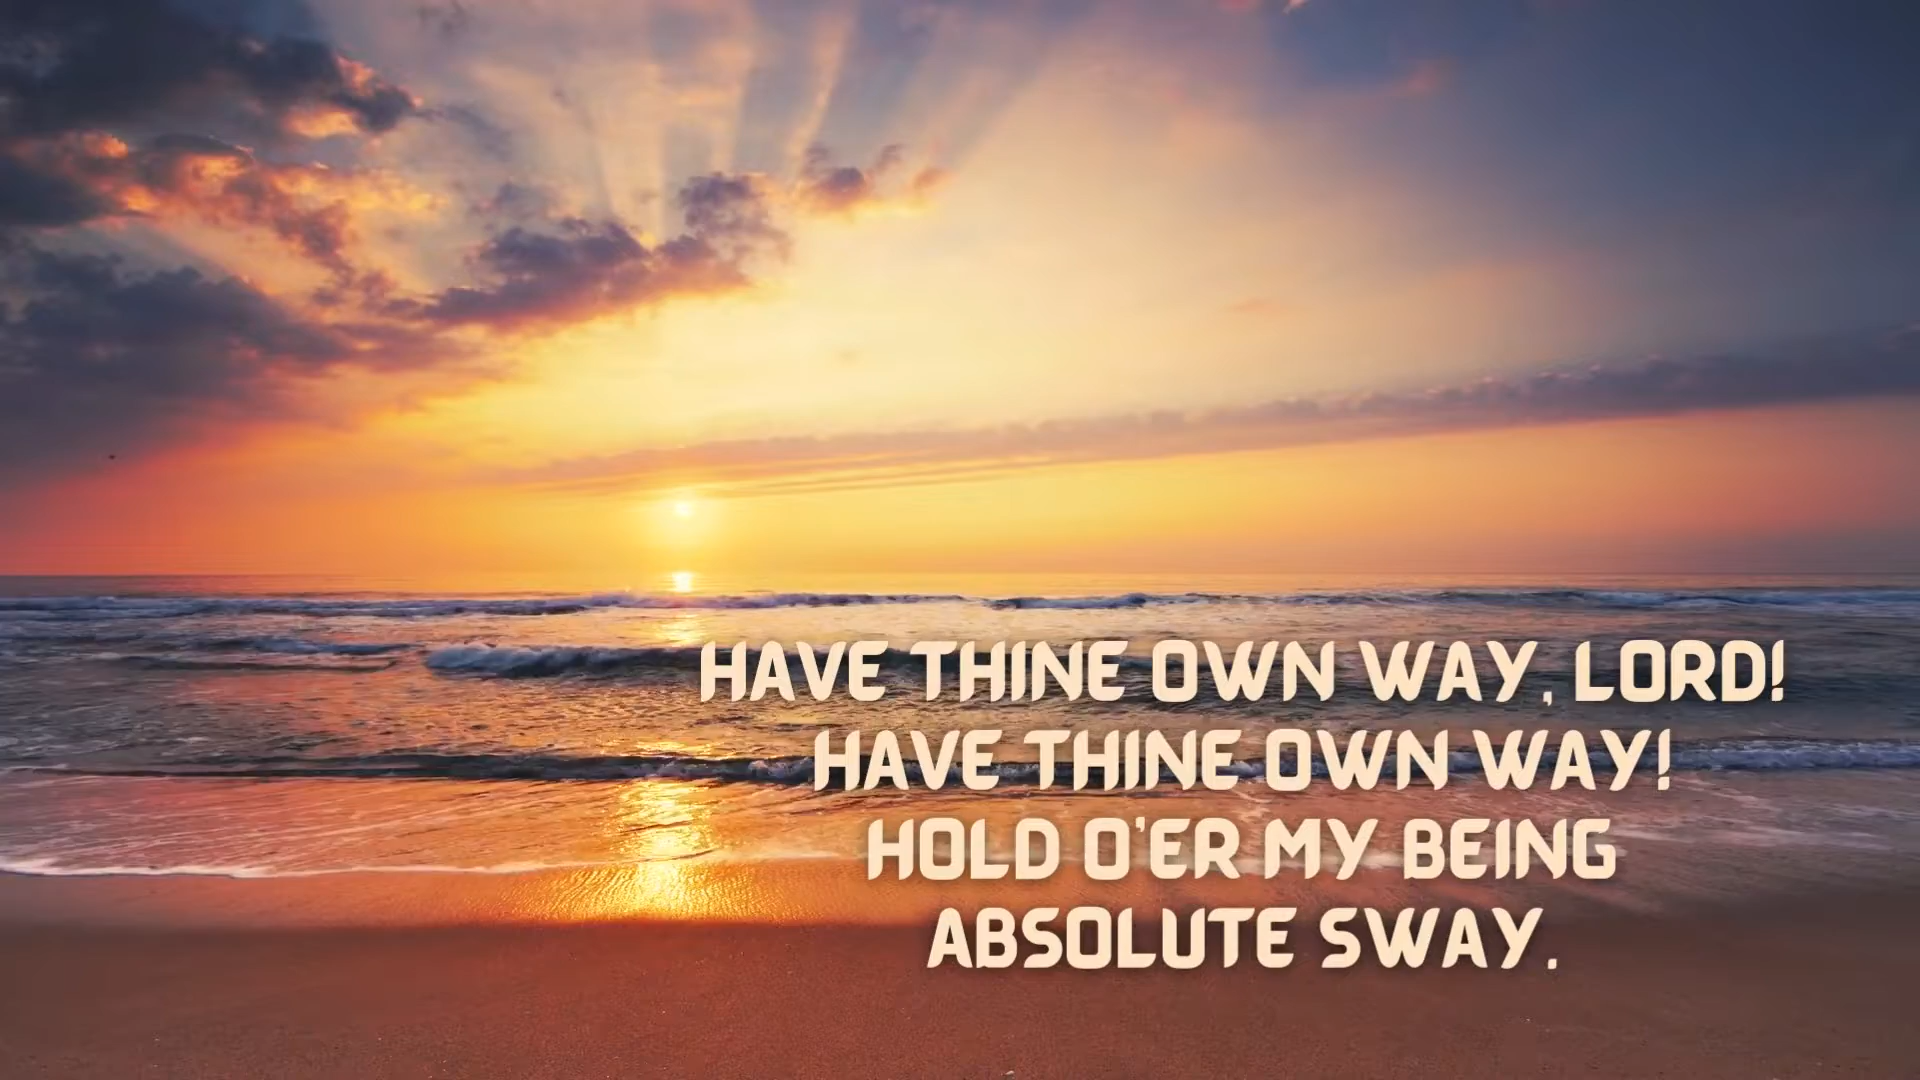 HAVE THINE OWN WAY, LORD!
HAVE THINE OWN WAY!
HOLD O'ER MY BEING
ABSOLUTE SWAY.